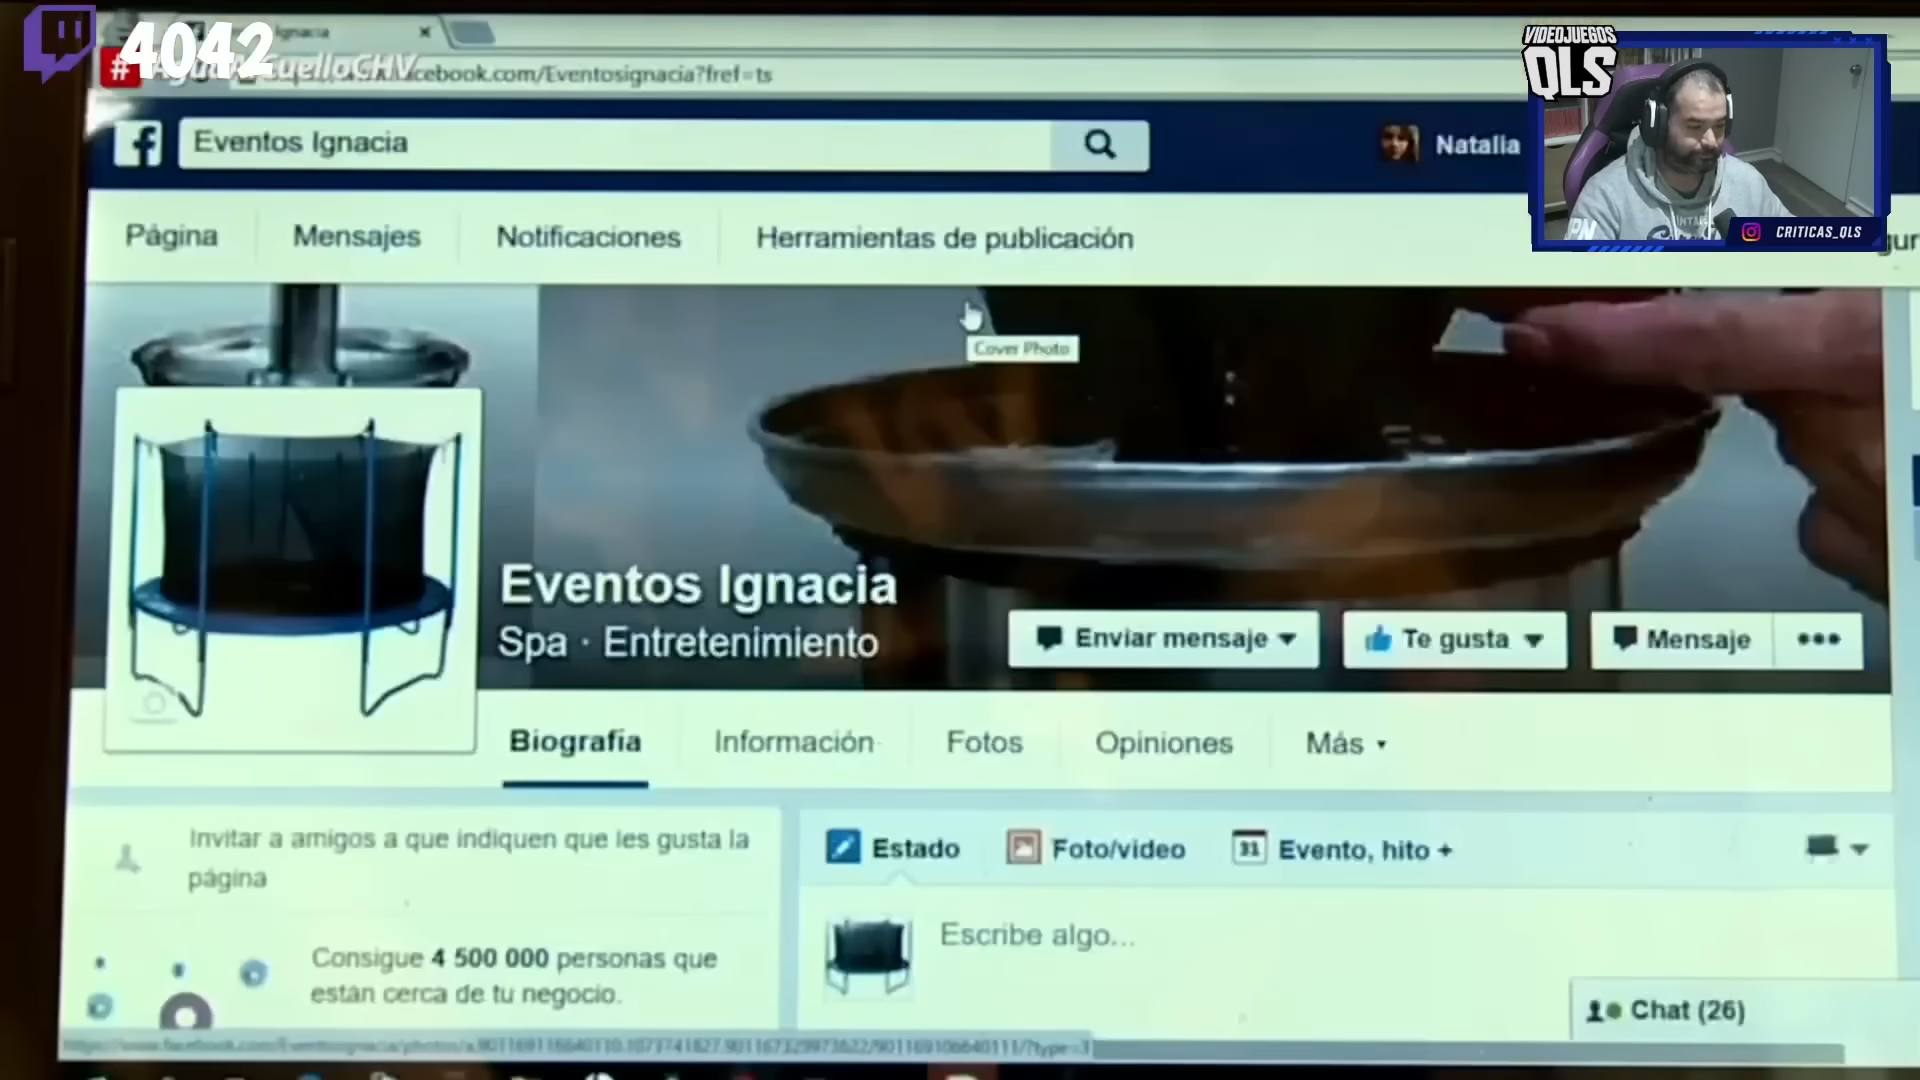 4042
VIDEOJUEGOS
QLS
facebook.com/Eventosignacia?fref=ts
Eventos Ignacia
Natalia
CRITICAS_QLS
Página
Mensajes
Notificaciones
Herramientas de publicación
Cover Photo
Eventos Ignacia
Spa · Entretenimiento
Enviar mensaje
Te gusta
Mensaje
Biografía
Información
Fotos
Opiniones
Más
Invitar a amigos a que indiquen que les gusta la
página
Estado
Foto/video
31
Evento, hito +
Escribe algo...
Consigue 4 500 000 personas que
están cerca de tu negocio.
Chat (26)